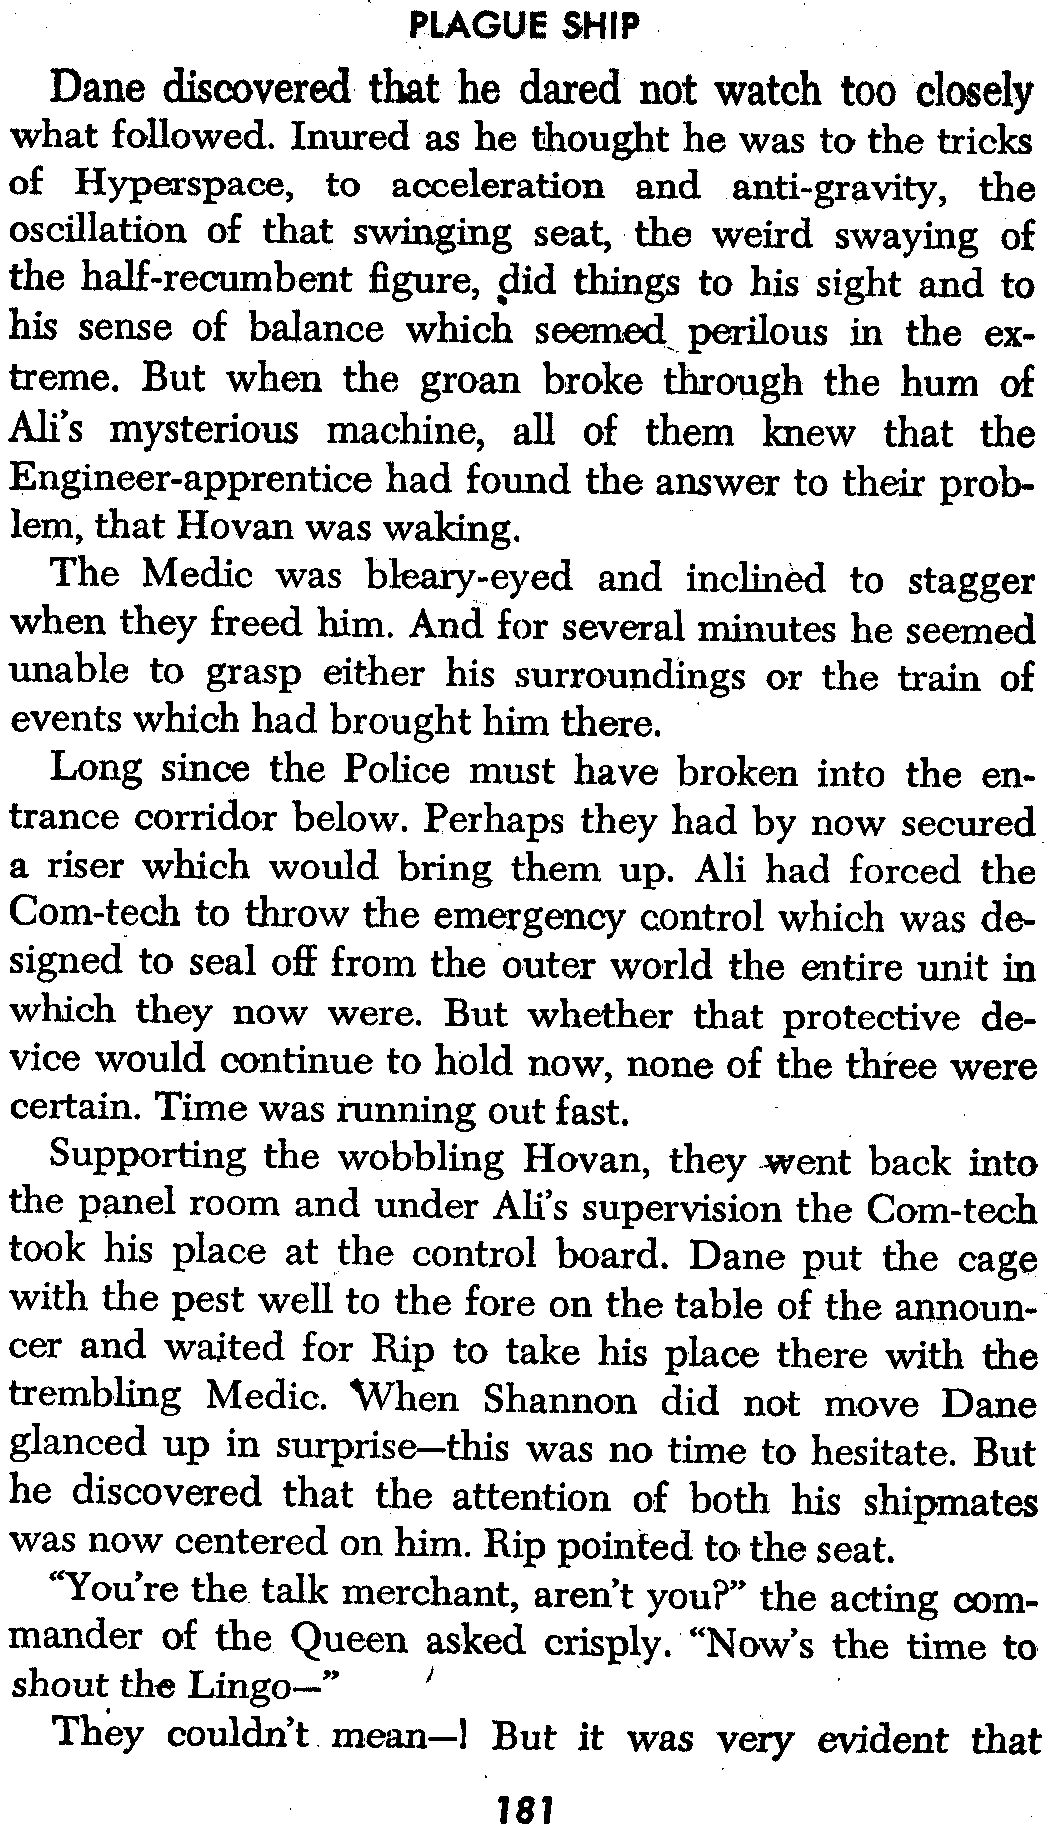 PLAGUE SHIP
Dane discovered that he dared not watch too closely
what followed. Inured as he thought he was to the tricks
of Hyperspace, to acceleration and anti-gravity, the
oscillation of that swinging seat, the weird swaying of
the half-recumbent figure, did things to his sight and to
his sense of balance which seemed perilous in the ex-
treme. But when the groan broke through the hum of
Ali's mysterious machine, all of them knew that the
Engineer-apprentice had found the answer to their prob-
lem, that Hovan was waking.
The Medic was bleary-eyed and inclined to stagger
when they freed him. And for several minutes he seemed
unable to grasp either his surroundings or the train of
events which had brought him there.
Long since the Police must have broken into the en-
trance corridor below. Perhaps they had by now secured
a riser which would bring them up. Ali had forced the
Com-tech to throw the emergency control which was de-
signed to seal off from the outer world the entire unit in
which they now were. But whether that protective de-
vice would continue to hold now, none of the three were
certain. Time was running out fast.
Supporting the wobbling Hovan, they went back into
the panel room and under Ali's supervision the Com-tech
took his place at the control board. Dane put the cage
with the pest well to the fore on the table of the announ-
cer and waited for Rip to take his place there with the
trembling Medic. When Shannon did not move Dane
glanced up in surprise—this was no time to hesitate. But
he discovered that the attention of both his shipmates
was now centered on him. Rip pointed to the seat.
"You're the talk merchant, aren't you?" the acting com-
mander of the Queen asked crisply. "Now's the time to
shout the Lingo—"
They couldn't mean—! But it was very evident that
181